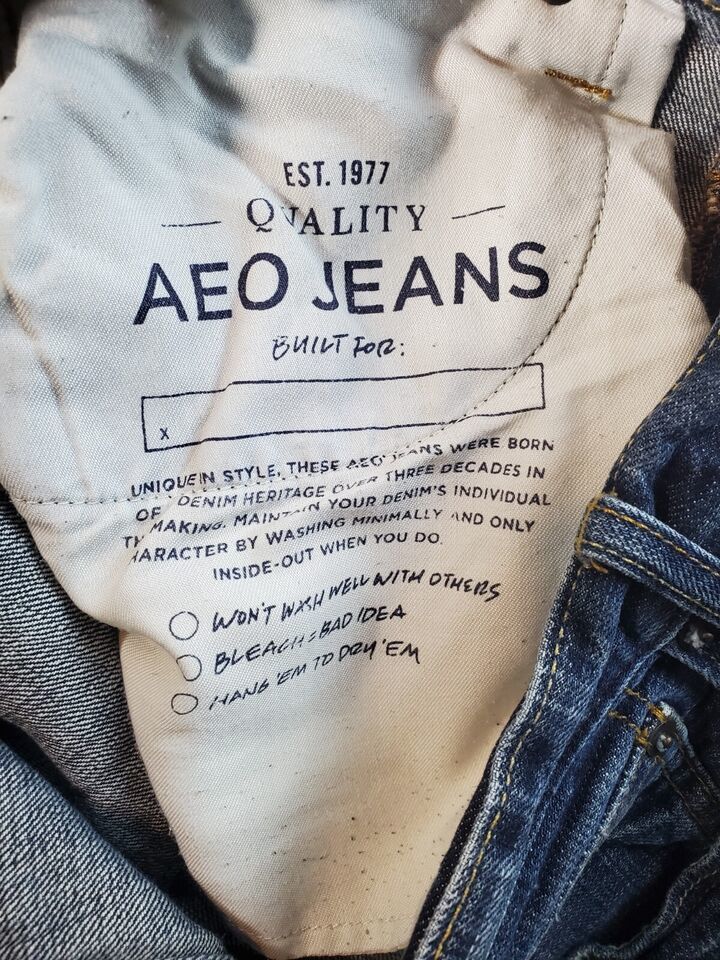 EST. 1977
QUALITY
AEO JEANS
BUILT FOR:
x
UNIQUE IN STYLE, THESE AEO JEANS WERE BORN
OF DENIM HERITAGE OVER THREE DECADES IN
MAKING. MAINTAIN YOUR DENIM'S INDIVIDUAL
HARACTER BY WASHING MINIMALLY AND ONLY
INSIDE-OUT WHEN YOU DO.
WON'T WASH WELL WITH OTHERS
BLEACH = BAD IDEA
HANG 'EM TO DRY 'EM